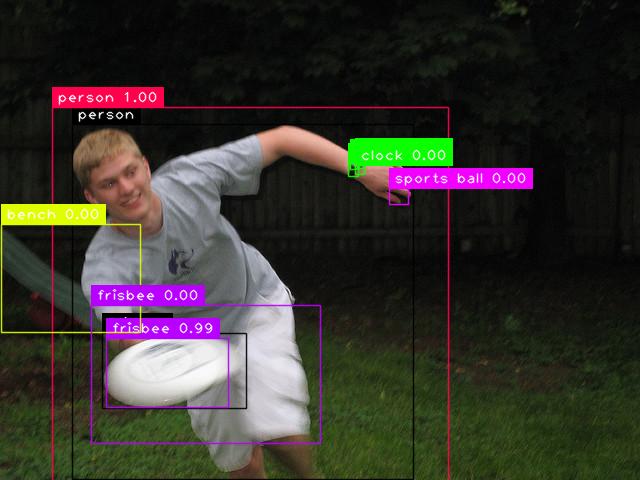 person 1.00
person
clock 0.00
sports ball 0.00
bench 0.00
frisbee 0.00
frisbee 0.99